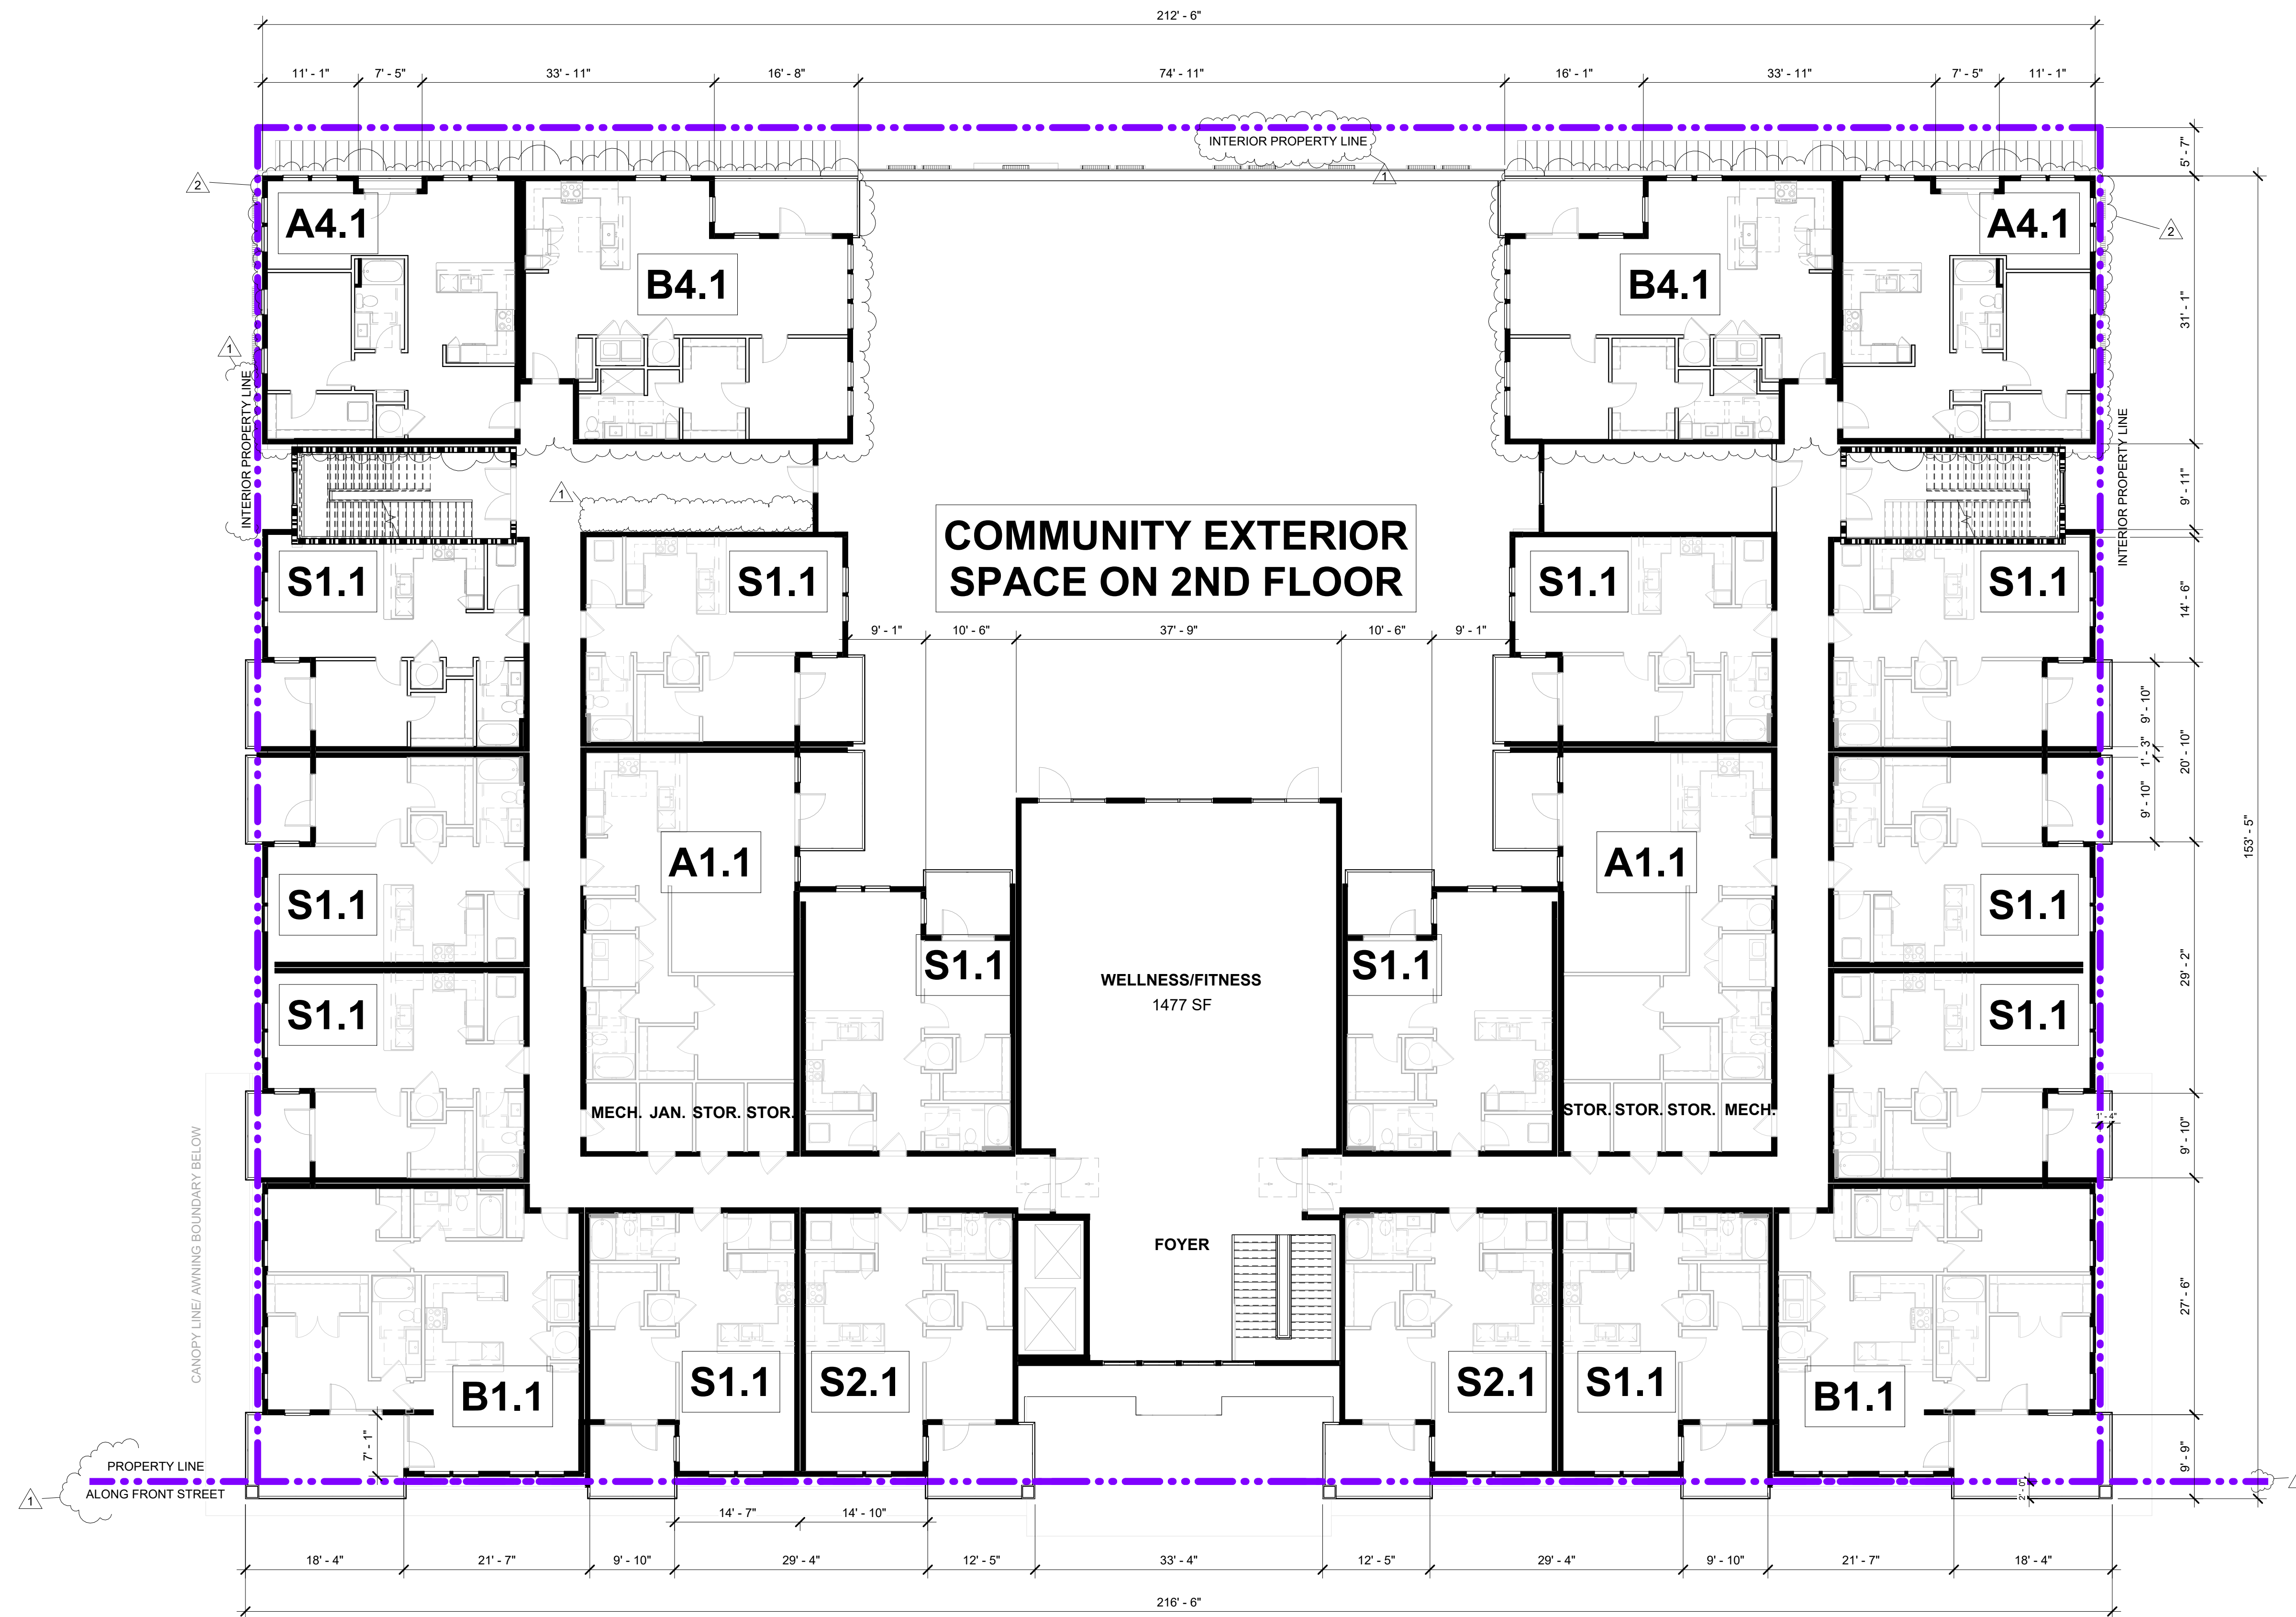 212' - 6"
11' - 1"
7' - 5"
33' - 11"
16' - 8"
74' - 11"
16' - 1"
33' - 11"
7' - 5"
11' - 1"
INTERIOR PROPERTY LINE
1
5' - 7"
2
2
A4.1
B4.1
B4.1
A4.1
31' - 1"
1
INTERIOR PROPERTY LINE
INTERIOR PROPERTY LINE
9' - 11"
1
COMMUNITY EXTERIOR
SPACE ON 2ND FLOOR
S1.1
S1.1
S1.1
S1.1
14' - 6"
9' - 1"
10' - 6"
37' - 9"
10' - 6"
9' - 1"
9' - 10"
1' - 3"
9' - 10"
20' - 10"
153' - 5"
A1.1
A1.1
S1.1
S1.1
S1.1
S1.1
WELLNESS/FITNESS
1477 SF
29' - 2"
S1.1
S1.1
MECH.
JAN.
STOR.
STOR.
STOR.
STOR.
STOR.
MECH.
1' - 4"
9' - 10"
CANOPY LINE/ AWNING BOUNDARY BELOW
FOYER
27' - 6"
B1.1
S1.1
S2.1
S2.1
S1.1
B1.1
7' - 1"
9' - 9"
PROPERTY LINE
ALONG FRONT STREET
1
2' - 0"
14' - 7"
14' - 10"
18' - 4"
21' - 7"
9' - 10"
29' - 4"
12' - 5"
33' - 4"
12' - 5"
29' - 4"
9' - 10"
21' - 7"
18' - 4"
216' - 6"